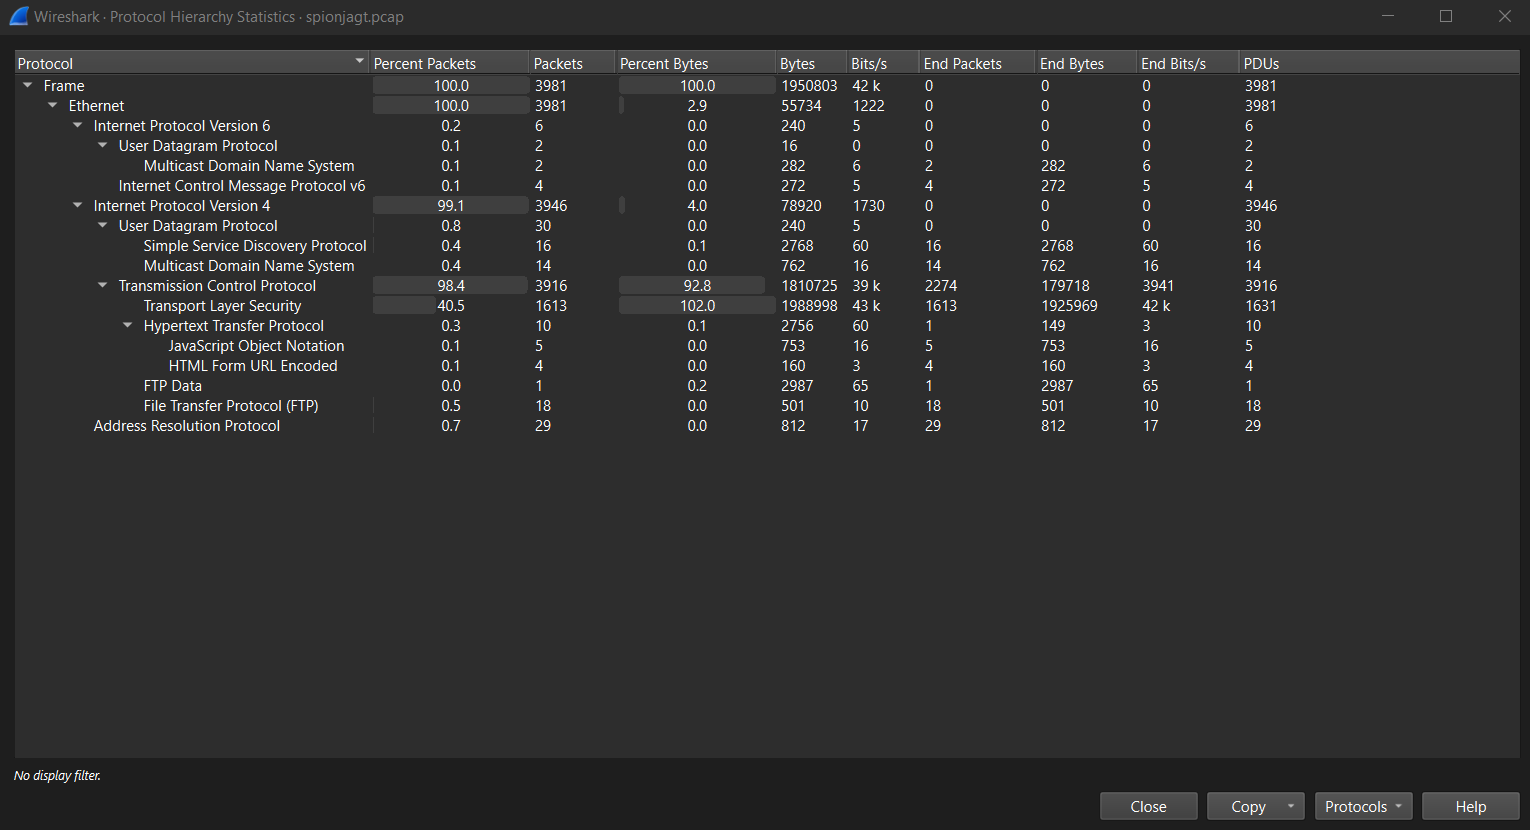 Wireshark · Protocol Hierarchy Statistics · spionjagt.pcap
Protocol Percent Packets Packets Percent Bytes Bytes Bits/s End Packets End Bytes End Bits/s PDUs
Frame 100.0 3981 100.0 1950803 42 k 0 0 0 3981
Ethernet 100.0 3981 2.9 55734 1222 0 0 0 3981
Internet Protocol Version 6 0.2 6 0.0 240 5 0 0 0 6
User Datagram Protocol 0.1 2 0.0 16 0 0 0 0 2
Multicast Domain Name System 0.1 2 0.0 282 6 2 282 6 2
Internet Control Message Protocol v6 0.1 4 0.0 272 5 4 272 5 4
Internet Protocol Version 4 99.1 3946 4.0 78920 1730 0 0 0 3946
User Datagram Protocol 0.8 30 0.0 240 5 0 0 0 30
Simple Service Discovery Protocol 0.4 16 0.1 2768 60 16 2768 60 16
Multicast Domain Name System 0.4 14 0.0 762 16 14 762 16 14
Transmission Control Protocol 98.4 3916 92.8 1810725 39 k 2274 179718 3941 3916
Transport Layer Security 40.5 1613 102.0 1988998 43 k 1613 1925969 42 k 1631
Hypertext Transfer Protocol 0.3 10 0.1 2756 60 1 149 3 10
JavaScript Object Notation 0.1 5 0.0 753 16 5 753 16 5
HTML Form URL Encoded 0.1 4 0.0 160 3 4 160 3 4
FTP Data 0.0 1 0.2 2987 65 1 2987 65 1
File Transfer Protocol (FTP) 0.5 18 0.0 501 10 18 501 10 18
Address Resolution Protocol 0.7 29 0.0 812 17 29 812 17 29
No display filter.
Close Copy Protocols Help